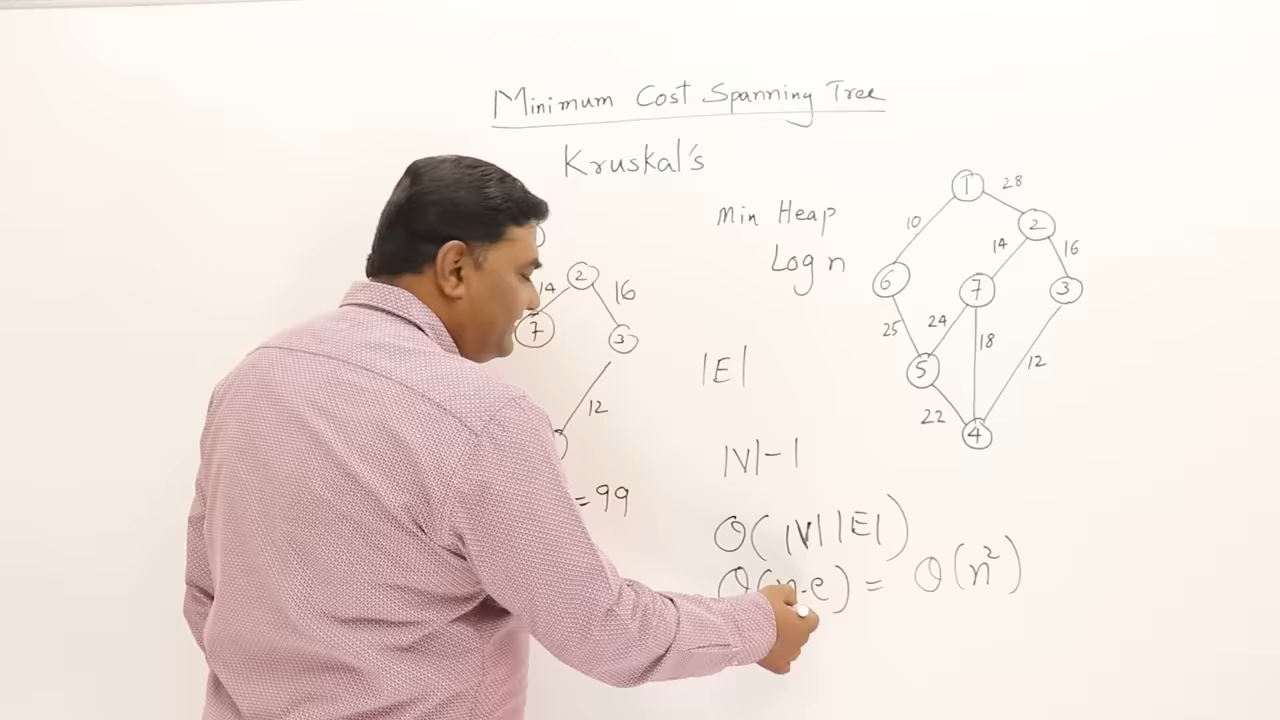 Minimum Cost Spanning Tree
Kruskal's
Min Heap
Log n
|E|
|V|-1
Θ(|V||E|)
Θ(n.e) = Θ(n²)
14
2
16
7
3
12
=99
1
28
10
2
14
16
6
7
3
25
24
18
5
12
22
4